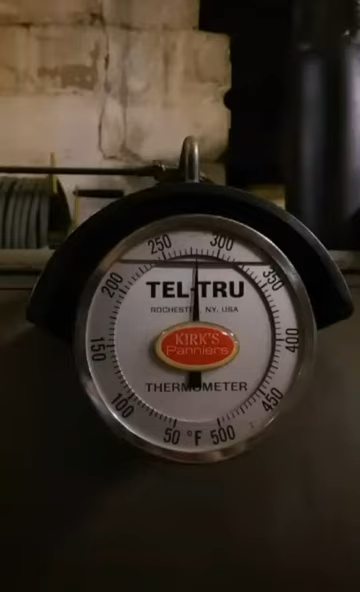 250 300
200 350
TEL-TRU
ROCHESTER NY. USA
150 400
KIRK'S
Panniers
THERMOMETER
100 450
50 °F 500